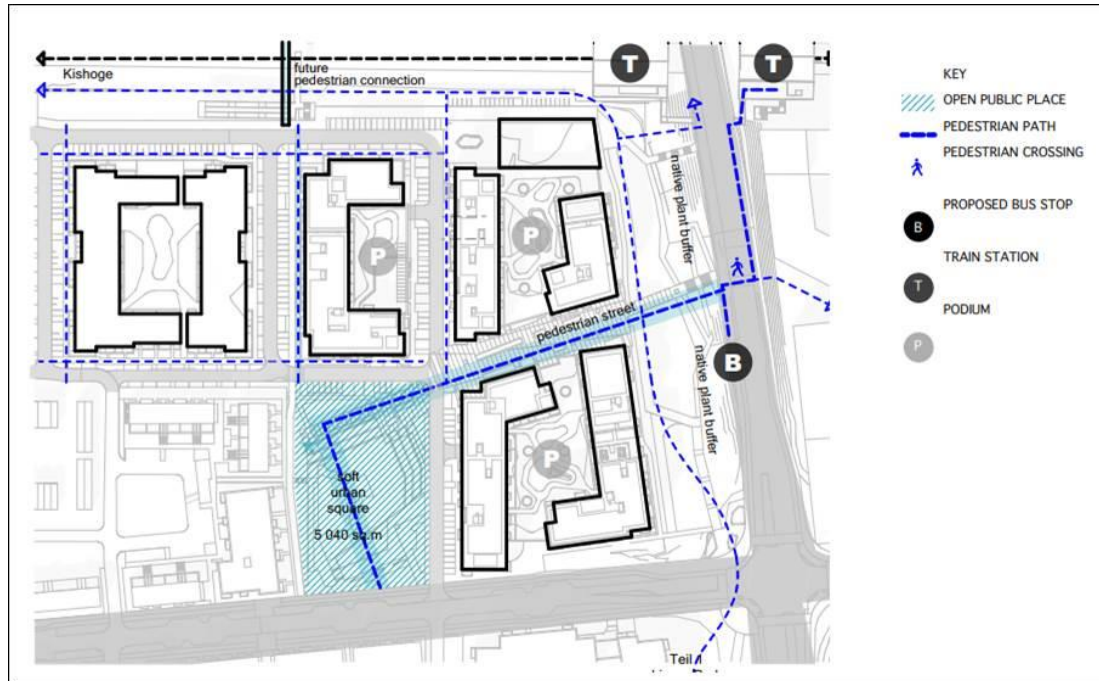 T
T
Kishoge
future
pedestrian connection
native plant buffer
P
P
pedestrian street
B
native plant buffer
P
soft
urban
square
5 040 sq.m
KEY
OPEN PUBLIC PLACE
PEDESTRIAN PATH
PEDESTRIAN CROSSING
PROPOSED BUS STOP
B
TRAIN STATION
T
PODIUM
P